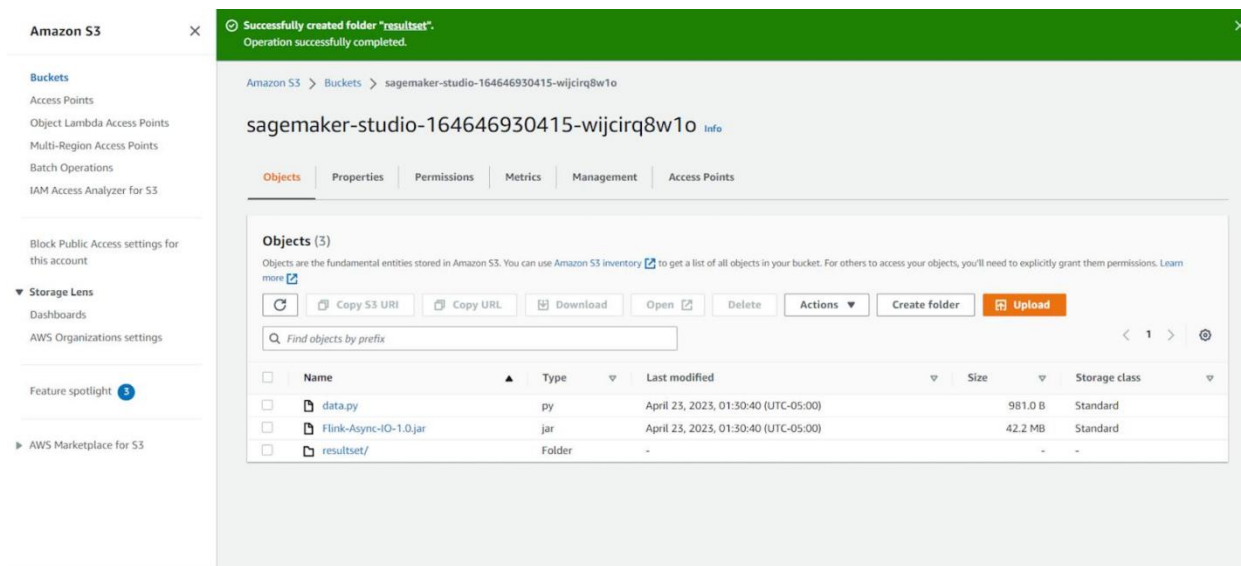 Amazon S3
Buckets
Access Points
Object Lambda Access Points
Multi-Region Access Points
Batch Operations
IAM Access Analyzer for S3
Block Public Access settings for
this account
Storage Lens
Dashboards
AWS Organizations settings
Feature spotlight 3
AWS Marketplace for S3
Successfully created folder "resultset".
Operation successfully completed.
Amazon S3 > Buckets > sagemaker-studio-164646930415-wijcirq8w1o
sagemaker-studio-164646930415-wijcirq8w1o Info
Objects Properties Permissions Metrics Management Access Points
Objects (3)
Objects are the fundamental entities stored in Amazon S3. You can use Amazon S3 inventory to get a list of all objects in your bucket. For others to access your objects, you'll need to explicitly grant them permissions. Learn
more
Copy S3 URI Copy URL Download Open Delete Actions Create folder Upload
Find objects by prefix 1
Name Type Last modified Size Storage class
data.py py April 23, 2023, 01:30:40 (UTC-05:00) 981.0 B Standard
Flink-Async-IO-1.0.jar jar April 23, 2023, 01:30:40 (UTC-05:00) 42.2 MB Standard
resultset/ Folder - - -